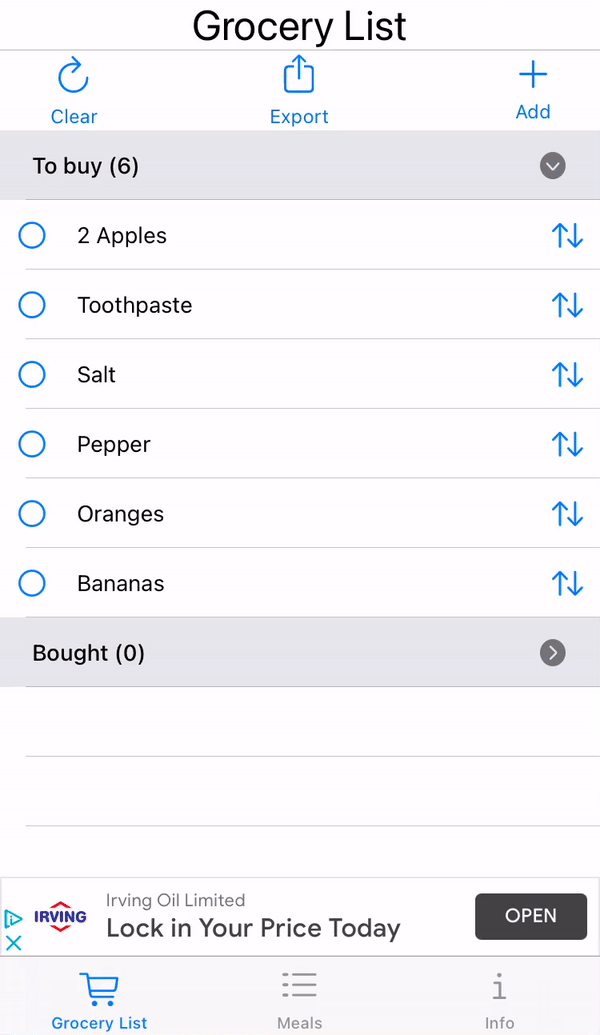 Grocery List
Clear
Export
Add
To buy (6)
2 Apples
Toothpaste
Salt
Pepper
Oranges
Bananas
Bought (0)
IRVING
Irving Oil Limited
Lock in Your Price Today
OPEN
Grocery List
Meals
Info